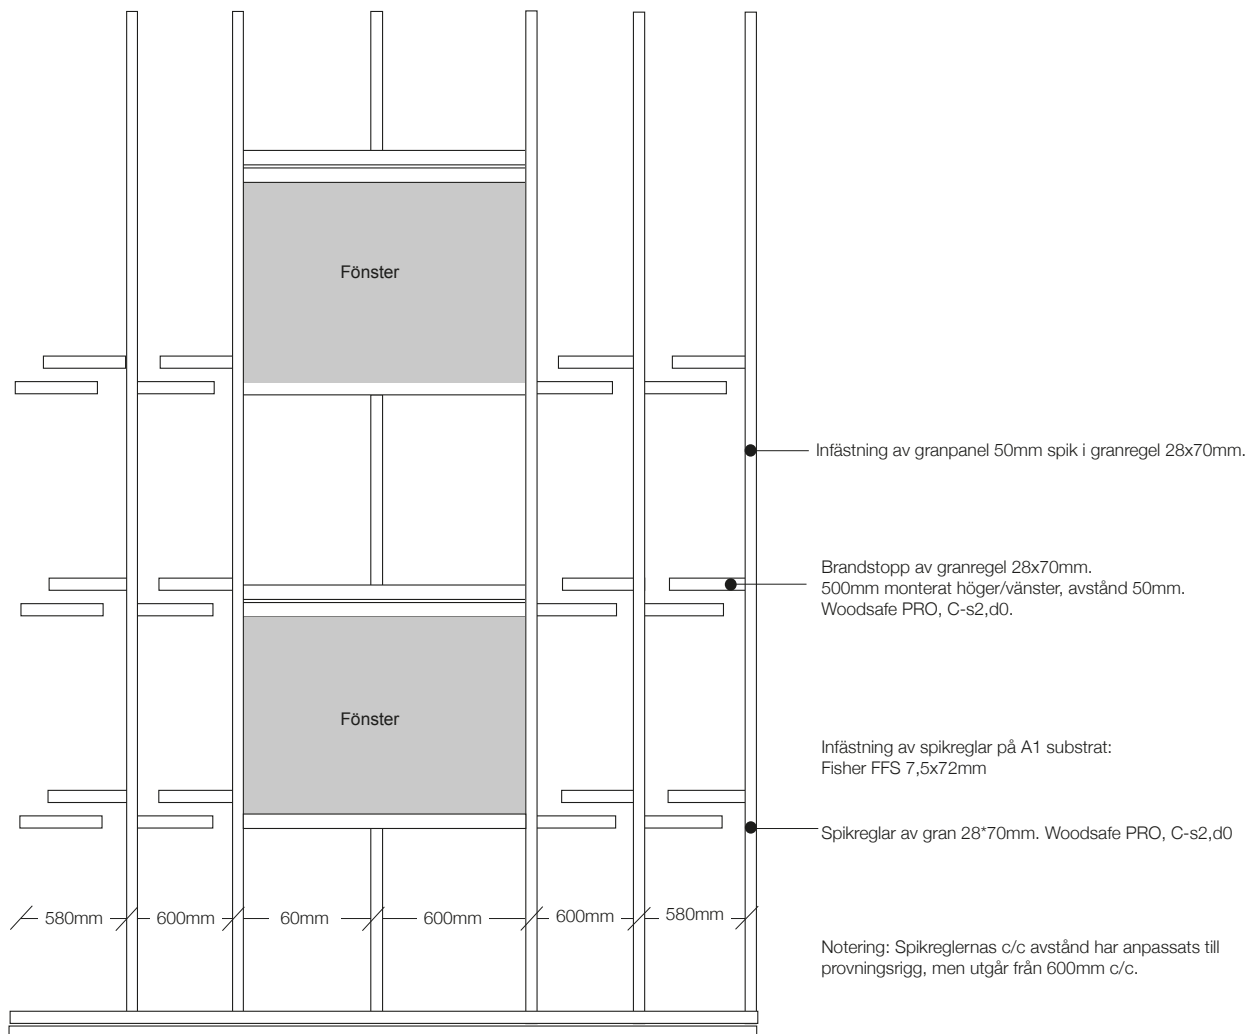 Fönster
Infästning av granpanel 50mm spik i granregel 28x70mm.
Brandstopp av granregel 28x70mm.
500mm monterat höger/vänster, avstånd 50mm.
Woodsafe PRO, C-s2,d0.
Fönster
Infästning av spikreglar på A1 substrat:
Fisher FFS 7,5x72mm
Spikreglar av gran 28*70mm. Woodsafe PRO, C-s2,d0
580mm 600mm 60mm 600mm 600mm 580mm
Notering: Spikreglernas c/c avstånd har anpassats till
provningsrigg, men utgår från 600mm c/c.